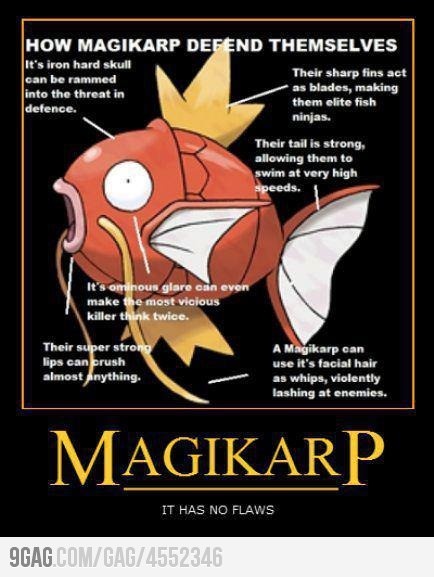 HOW MAGIKARP DEFEND THEMSELVES
It's iron hard skull
can be rammed
into the threat in
defence.
Their sharp fins act
as blades, making
them elite fish
ninjas.
Their tail is strong,
allowing them to
swim at very high
speeds.
It's ominous glare can even
make the most vicious
killer think twice.
Their super strong
lips can crush
almost anything.
A Magikarp can
use it's facial hair
as whips, violently
lashing at enemies.
MAGIKARP
IT HAS NO FLAWS
9GAG.COM/GAG/4552346